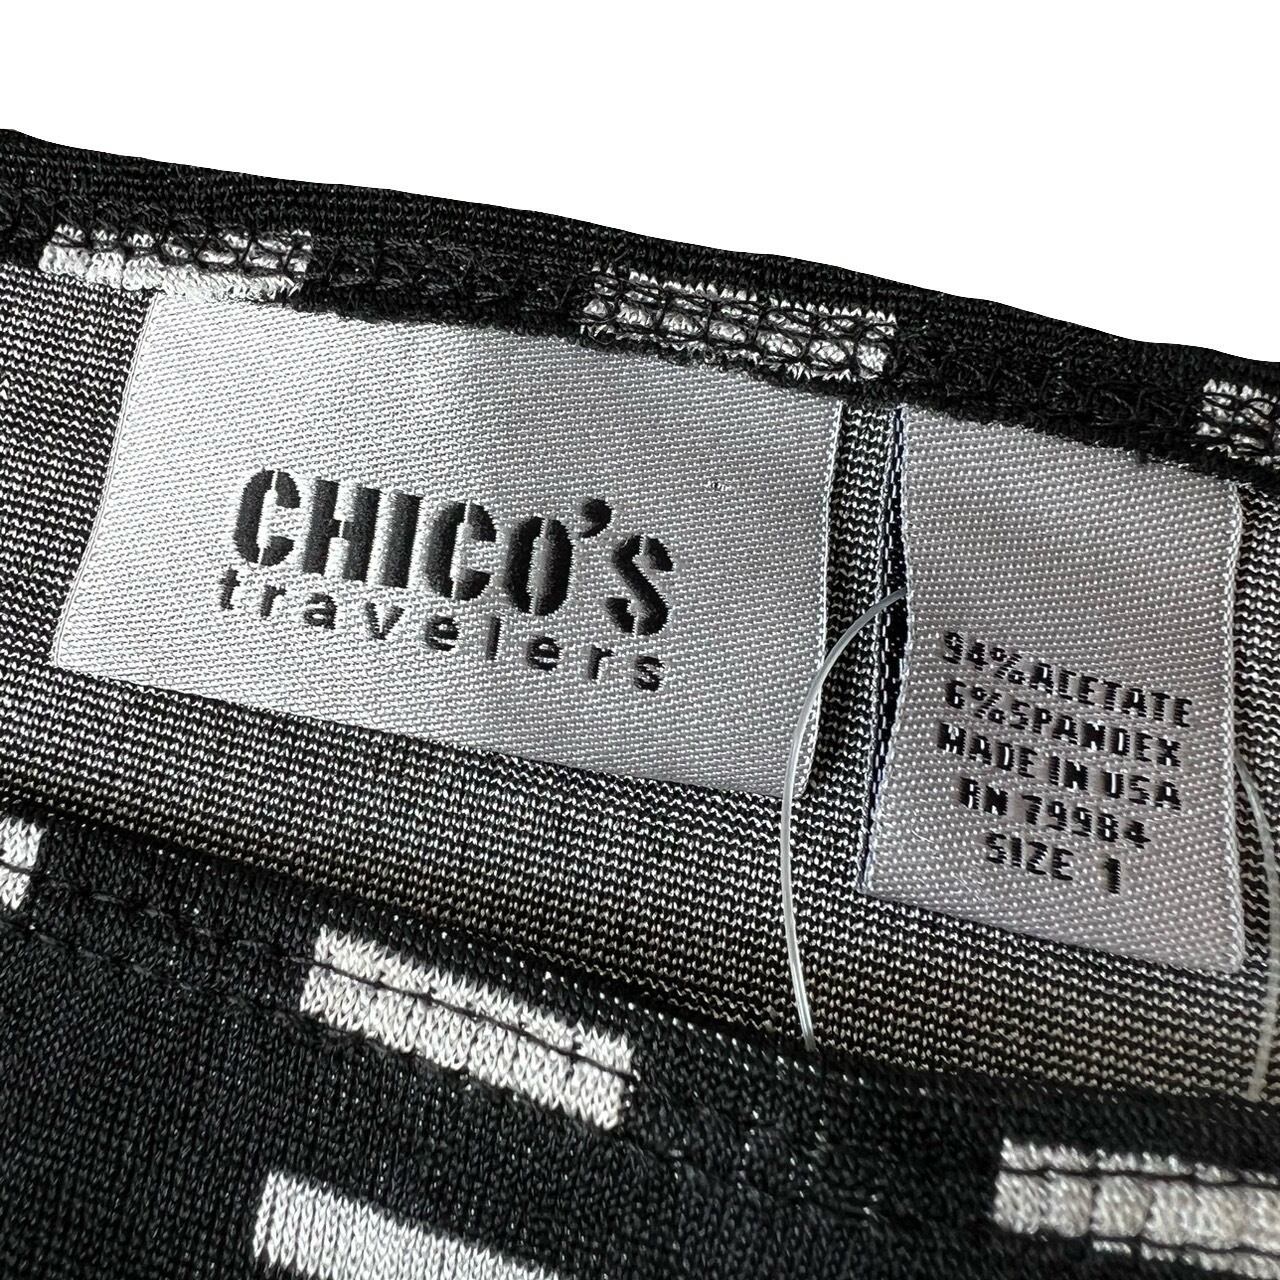 CHICO'S
travelers
94% ACETATE
6% SPANDEX
MADE IN USA
RN 79984
SIZE 1